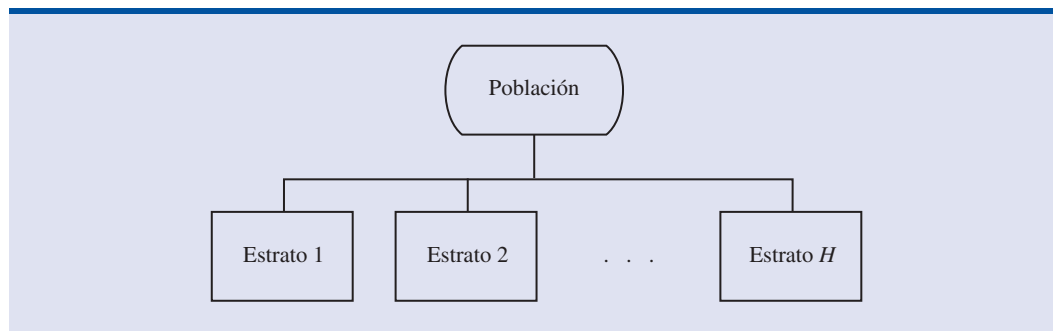 Población
Estrato 1 Estrato 2 . . . Estrato H